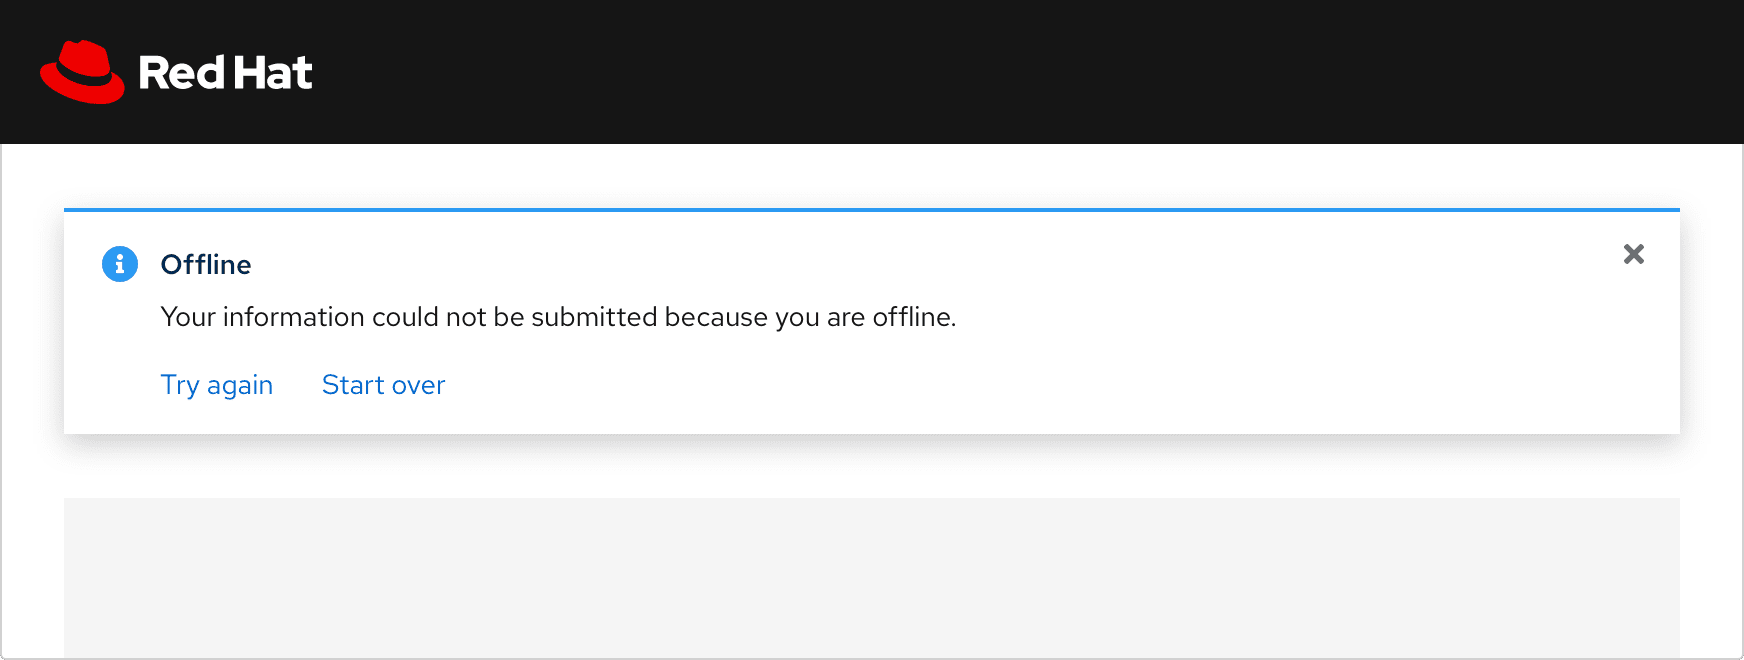 Red Hat
Offline
Your information could not be submitted because you are offline.
Try again Start over